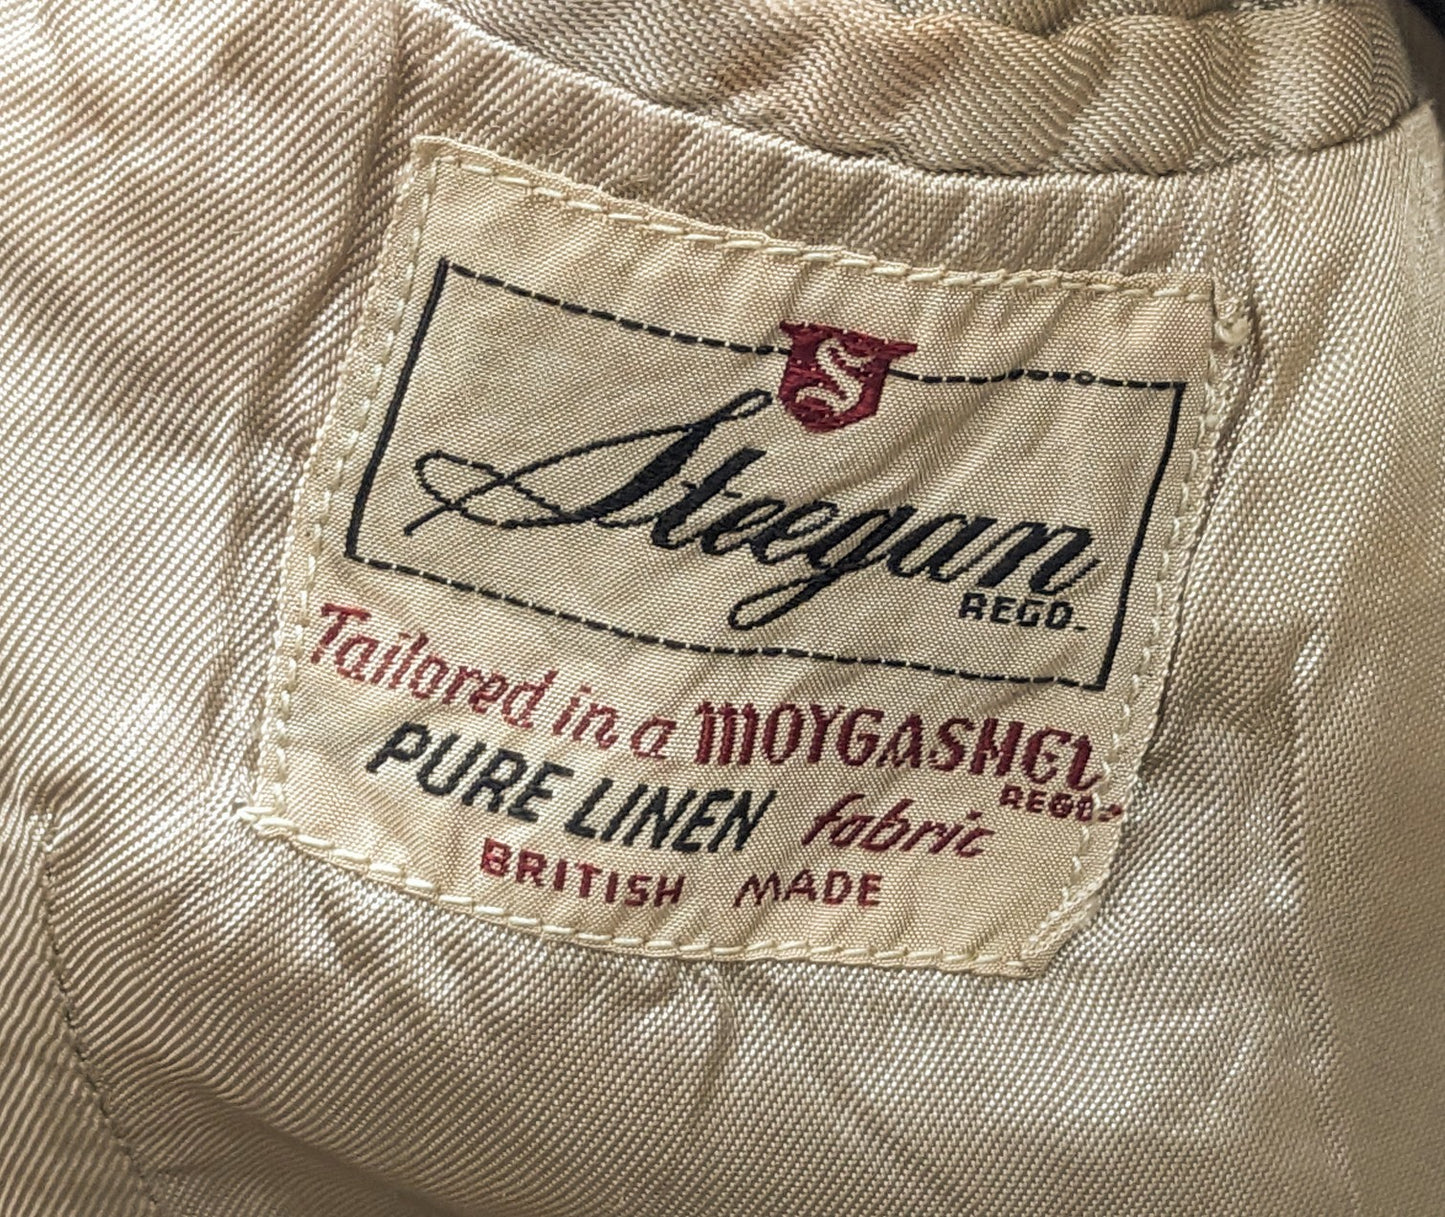 S
Steegan
REGD.
Tailored in a MOYGASHEL
REGD.
PURE LINEN fabric
BRITISH MADE